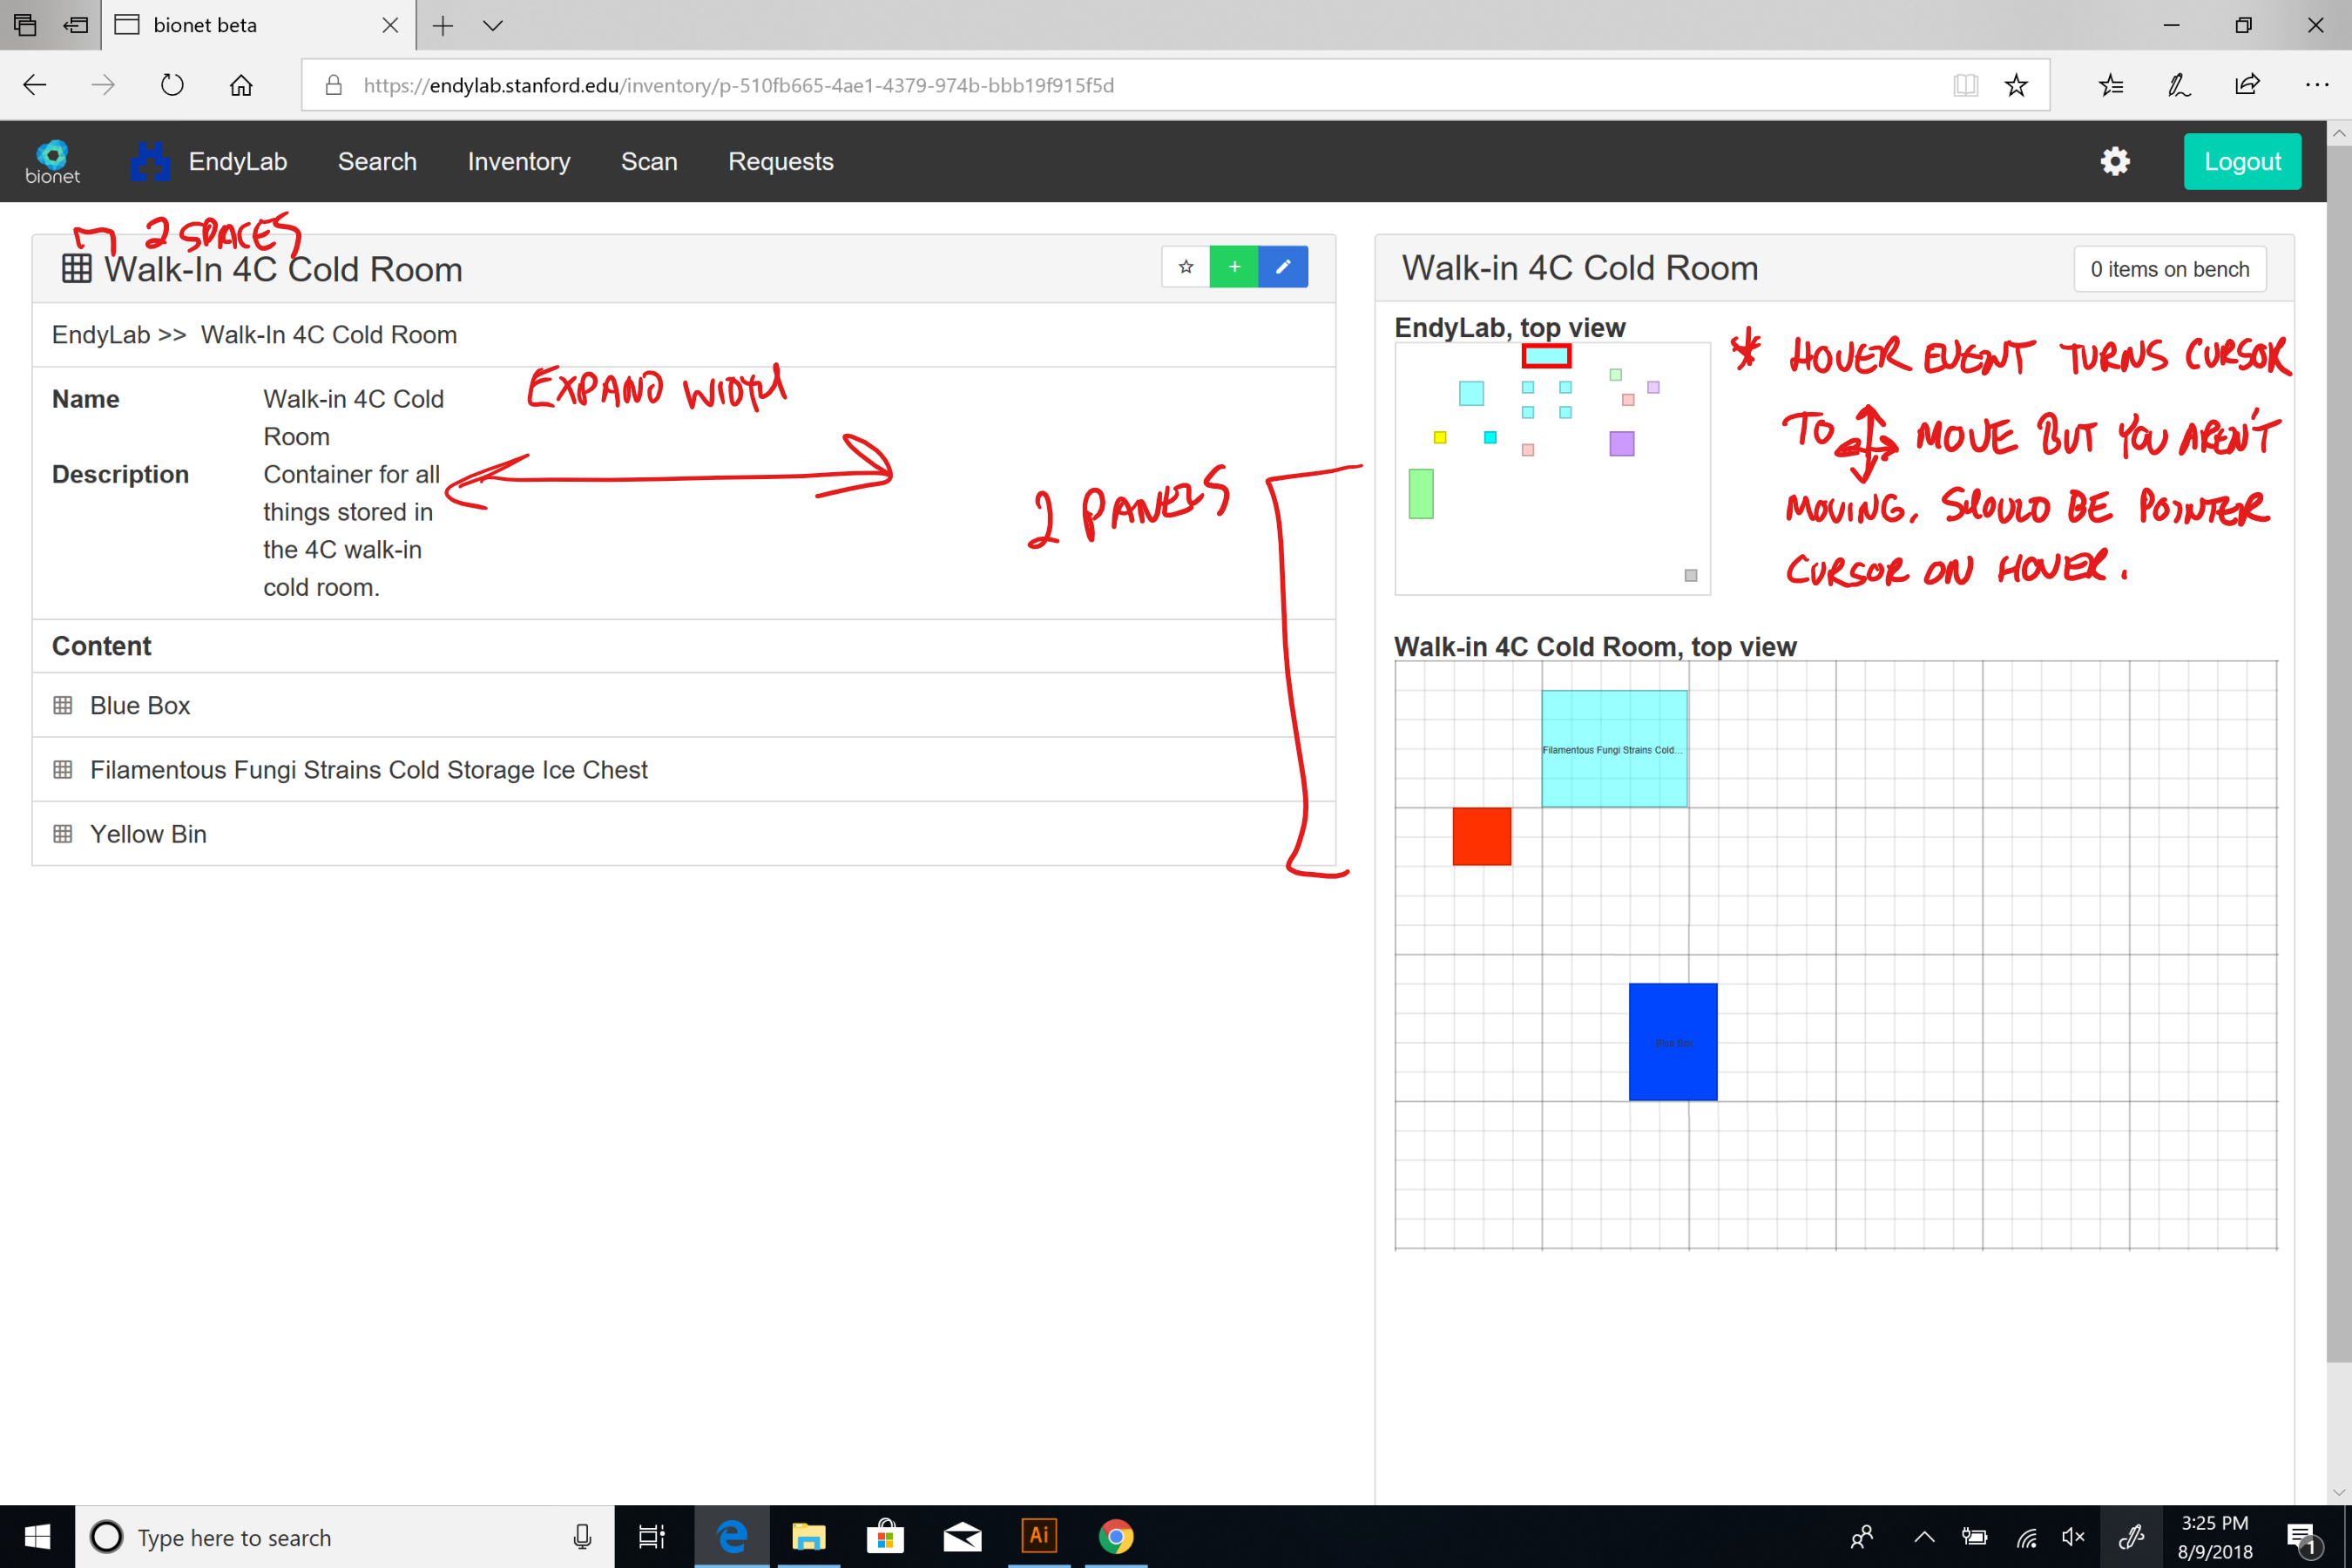 bionet beta
https://endylab.stanford.edu/inventory/p-510fb665-4ae1-4379-974b-bbb19f915f5d
bionet
EndyLab Search Inventory Scan Requests Logout
2 SPACES
Walk-In 4C Cold Room
EndyLab >> Walk-In 4C Cold Room
Name Walk-in 4C Cold
Room
Description Container for all
things stored in
the 4C walk-in
cold room.
EXPAND WIDTH
Content
Blue Box
Filamentous Fungi Strains Cold Storage Ice Chest
Yellow Bin
2 PANELS
Walk-in 4C Cold Room
0 items on bench
EndyLab, top view
* HOVER EVENT TURNS CURSOR
TO MOVE BUT YOU AREN'T
MOVING. SHOULD BE POINTER
CURSOR ON HOVER.
Walk-in 4C Cold Room, top view
Filamentous Fungi Strains Cold...
Blue Box
Type here to search
Ai
3:25 PM
8/9/2018
1